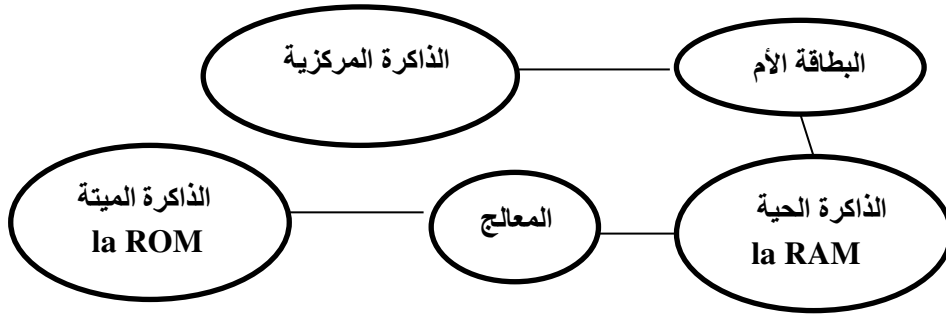 البطاقة الأم
الذاكرة المركزية
الذاكرة الحية
la RAM
المعالج
الذاكرة الميتة
la ROM